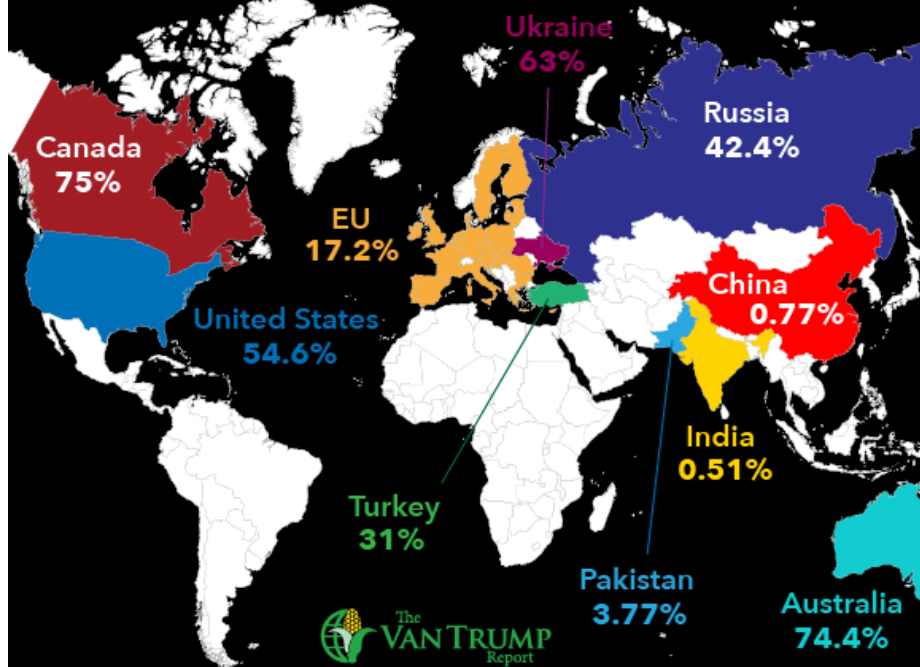 Ukraine
63%
Russia
42.4%
Canada
75%
EU
17.2%
China
0.77%
United States
54.6%
India
0.51%
Turkey
31%
Pakistan
3.77%
Australia
74.4%
The
VAN TRUMP
Report